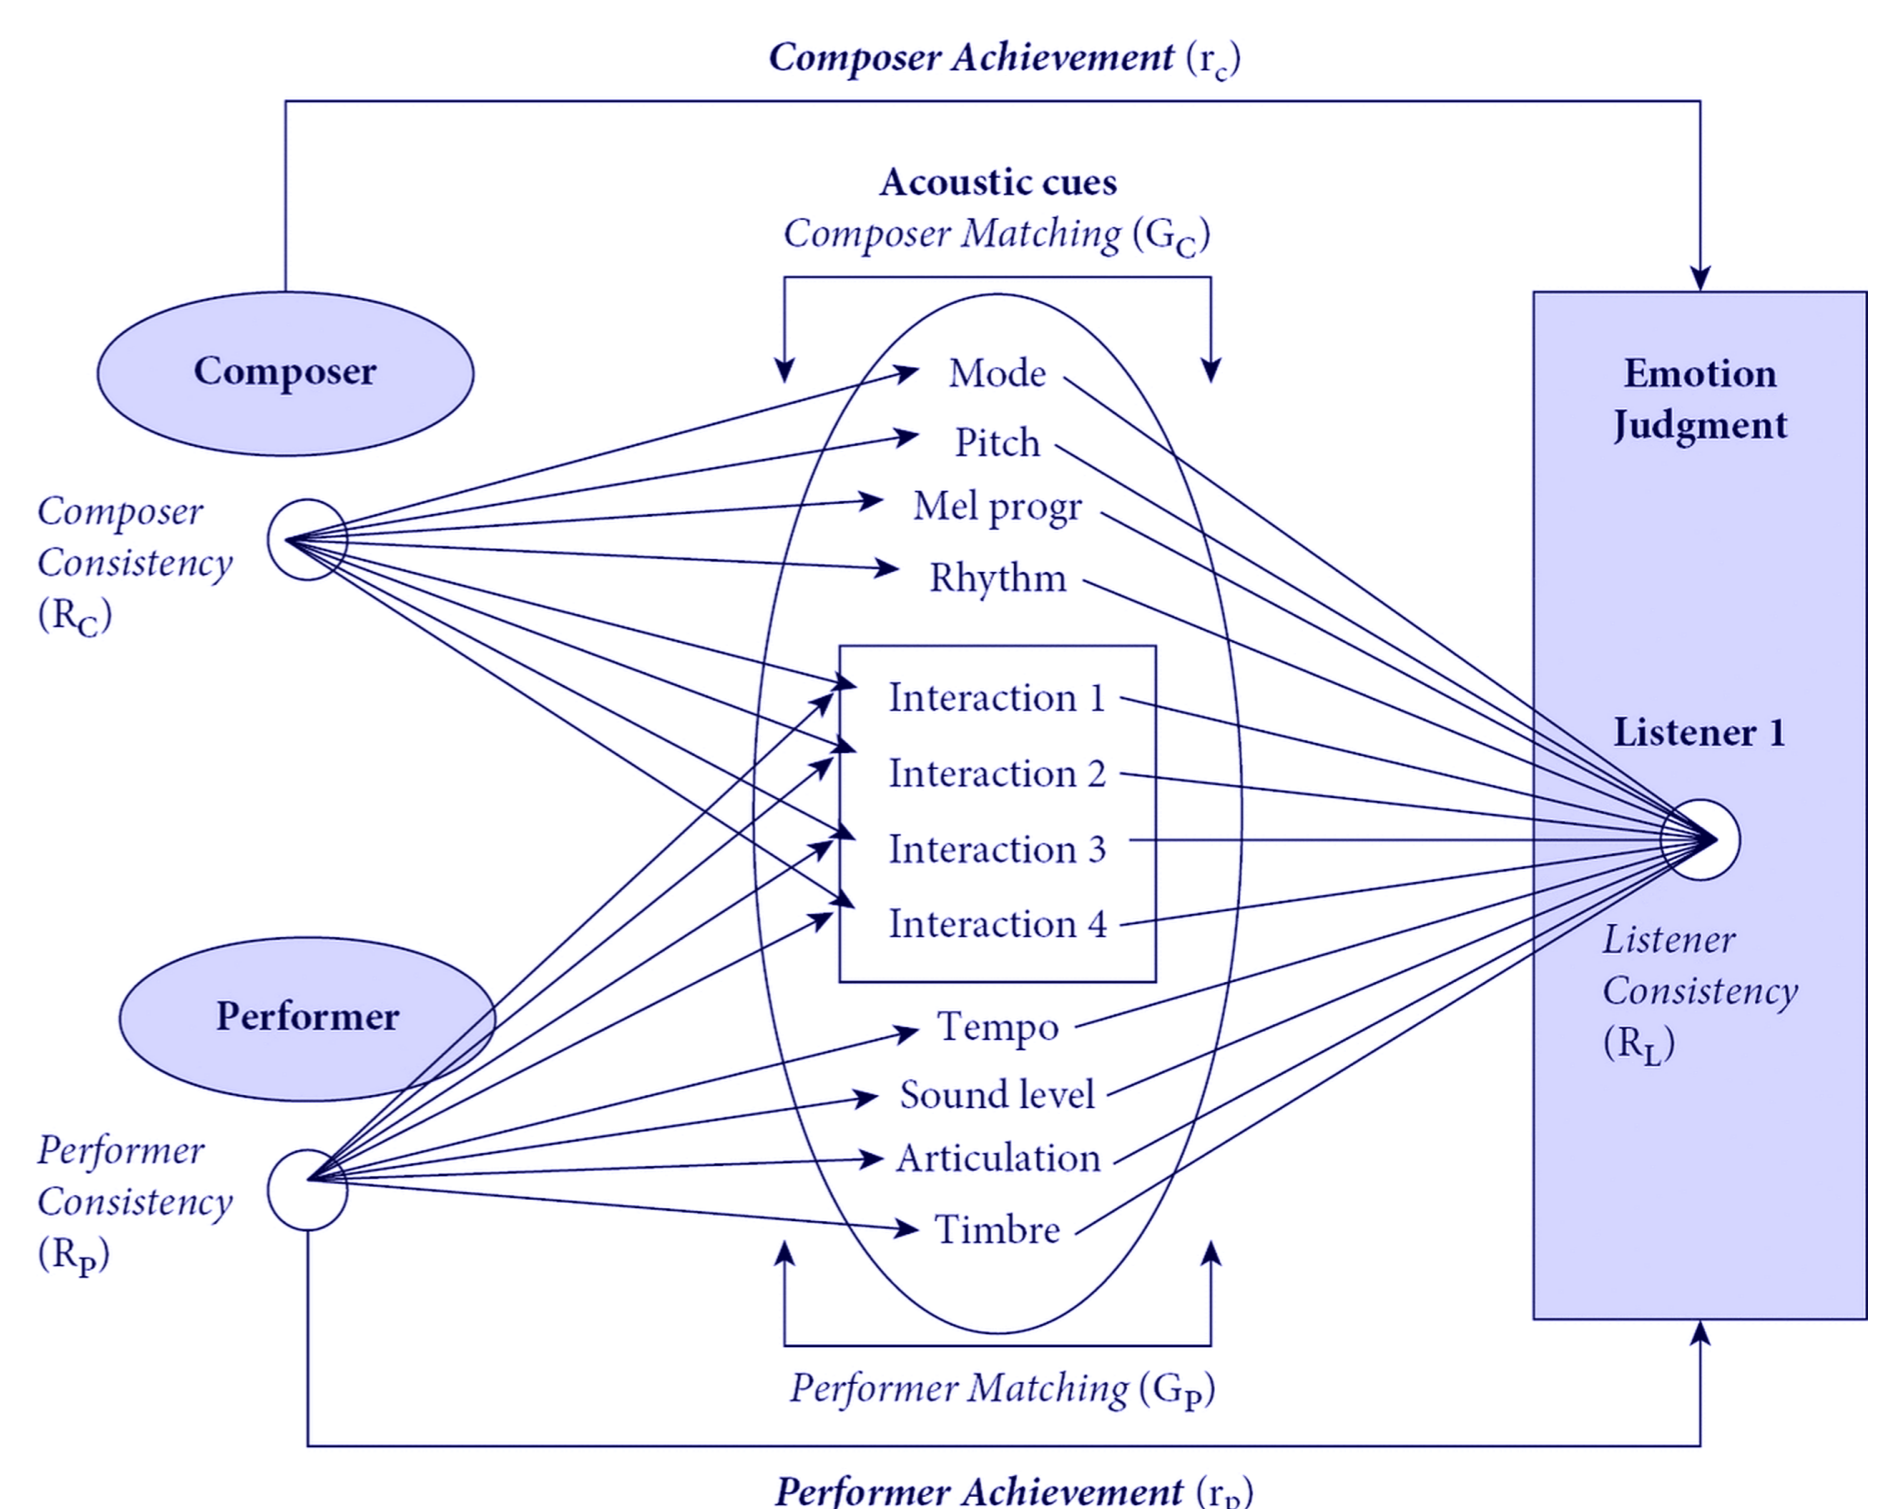 Composer Achievement (rc)
Acoustic cues
Composer Matching (GC)
Composer
Composer
Consistency
(RC)
Mode
Pitch
Mel progr
Rhythm
Interaction 1
Interaction 2
Interaction 3
Interaction 4
Tempo
Sound level
Articulation
Timbre
Emotion
Judgment
Listener 1
Listener
Consistency
(RL)
Performer
Performer
Consistency
(RP)
Performer Matching (GP)
Performer Achievement (rp)